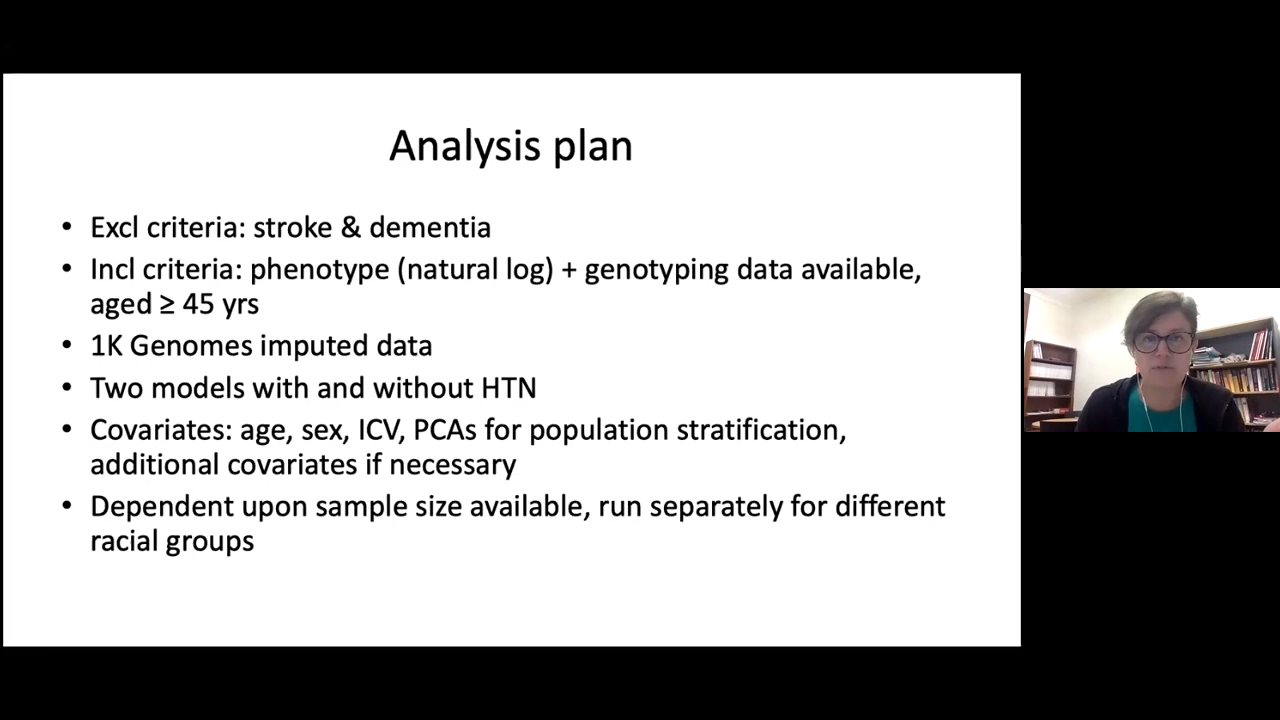 Analysis plan
• Excl criteria: stroke & dementia
• Incl criteria: phenotype (natural log) + genotyping data available,
aged ≥ 45 yrs
• 1K Genomes imputed data
• Two models with and without HTN
• Covariates: age, sex, ICV, PCAs for population stratification,
additional covariates if necessary
• Dependent upon sample size available, run separately for different
racial groups